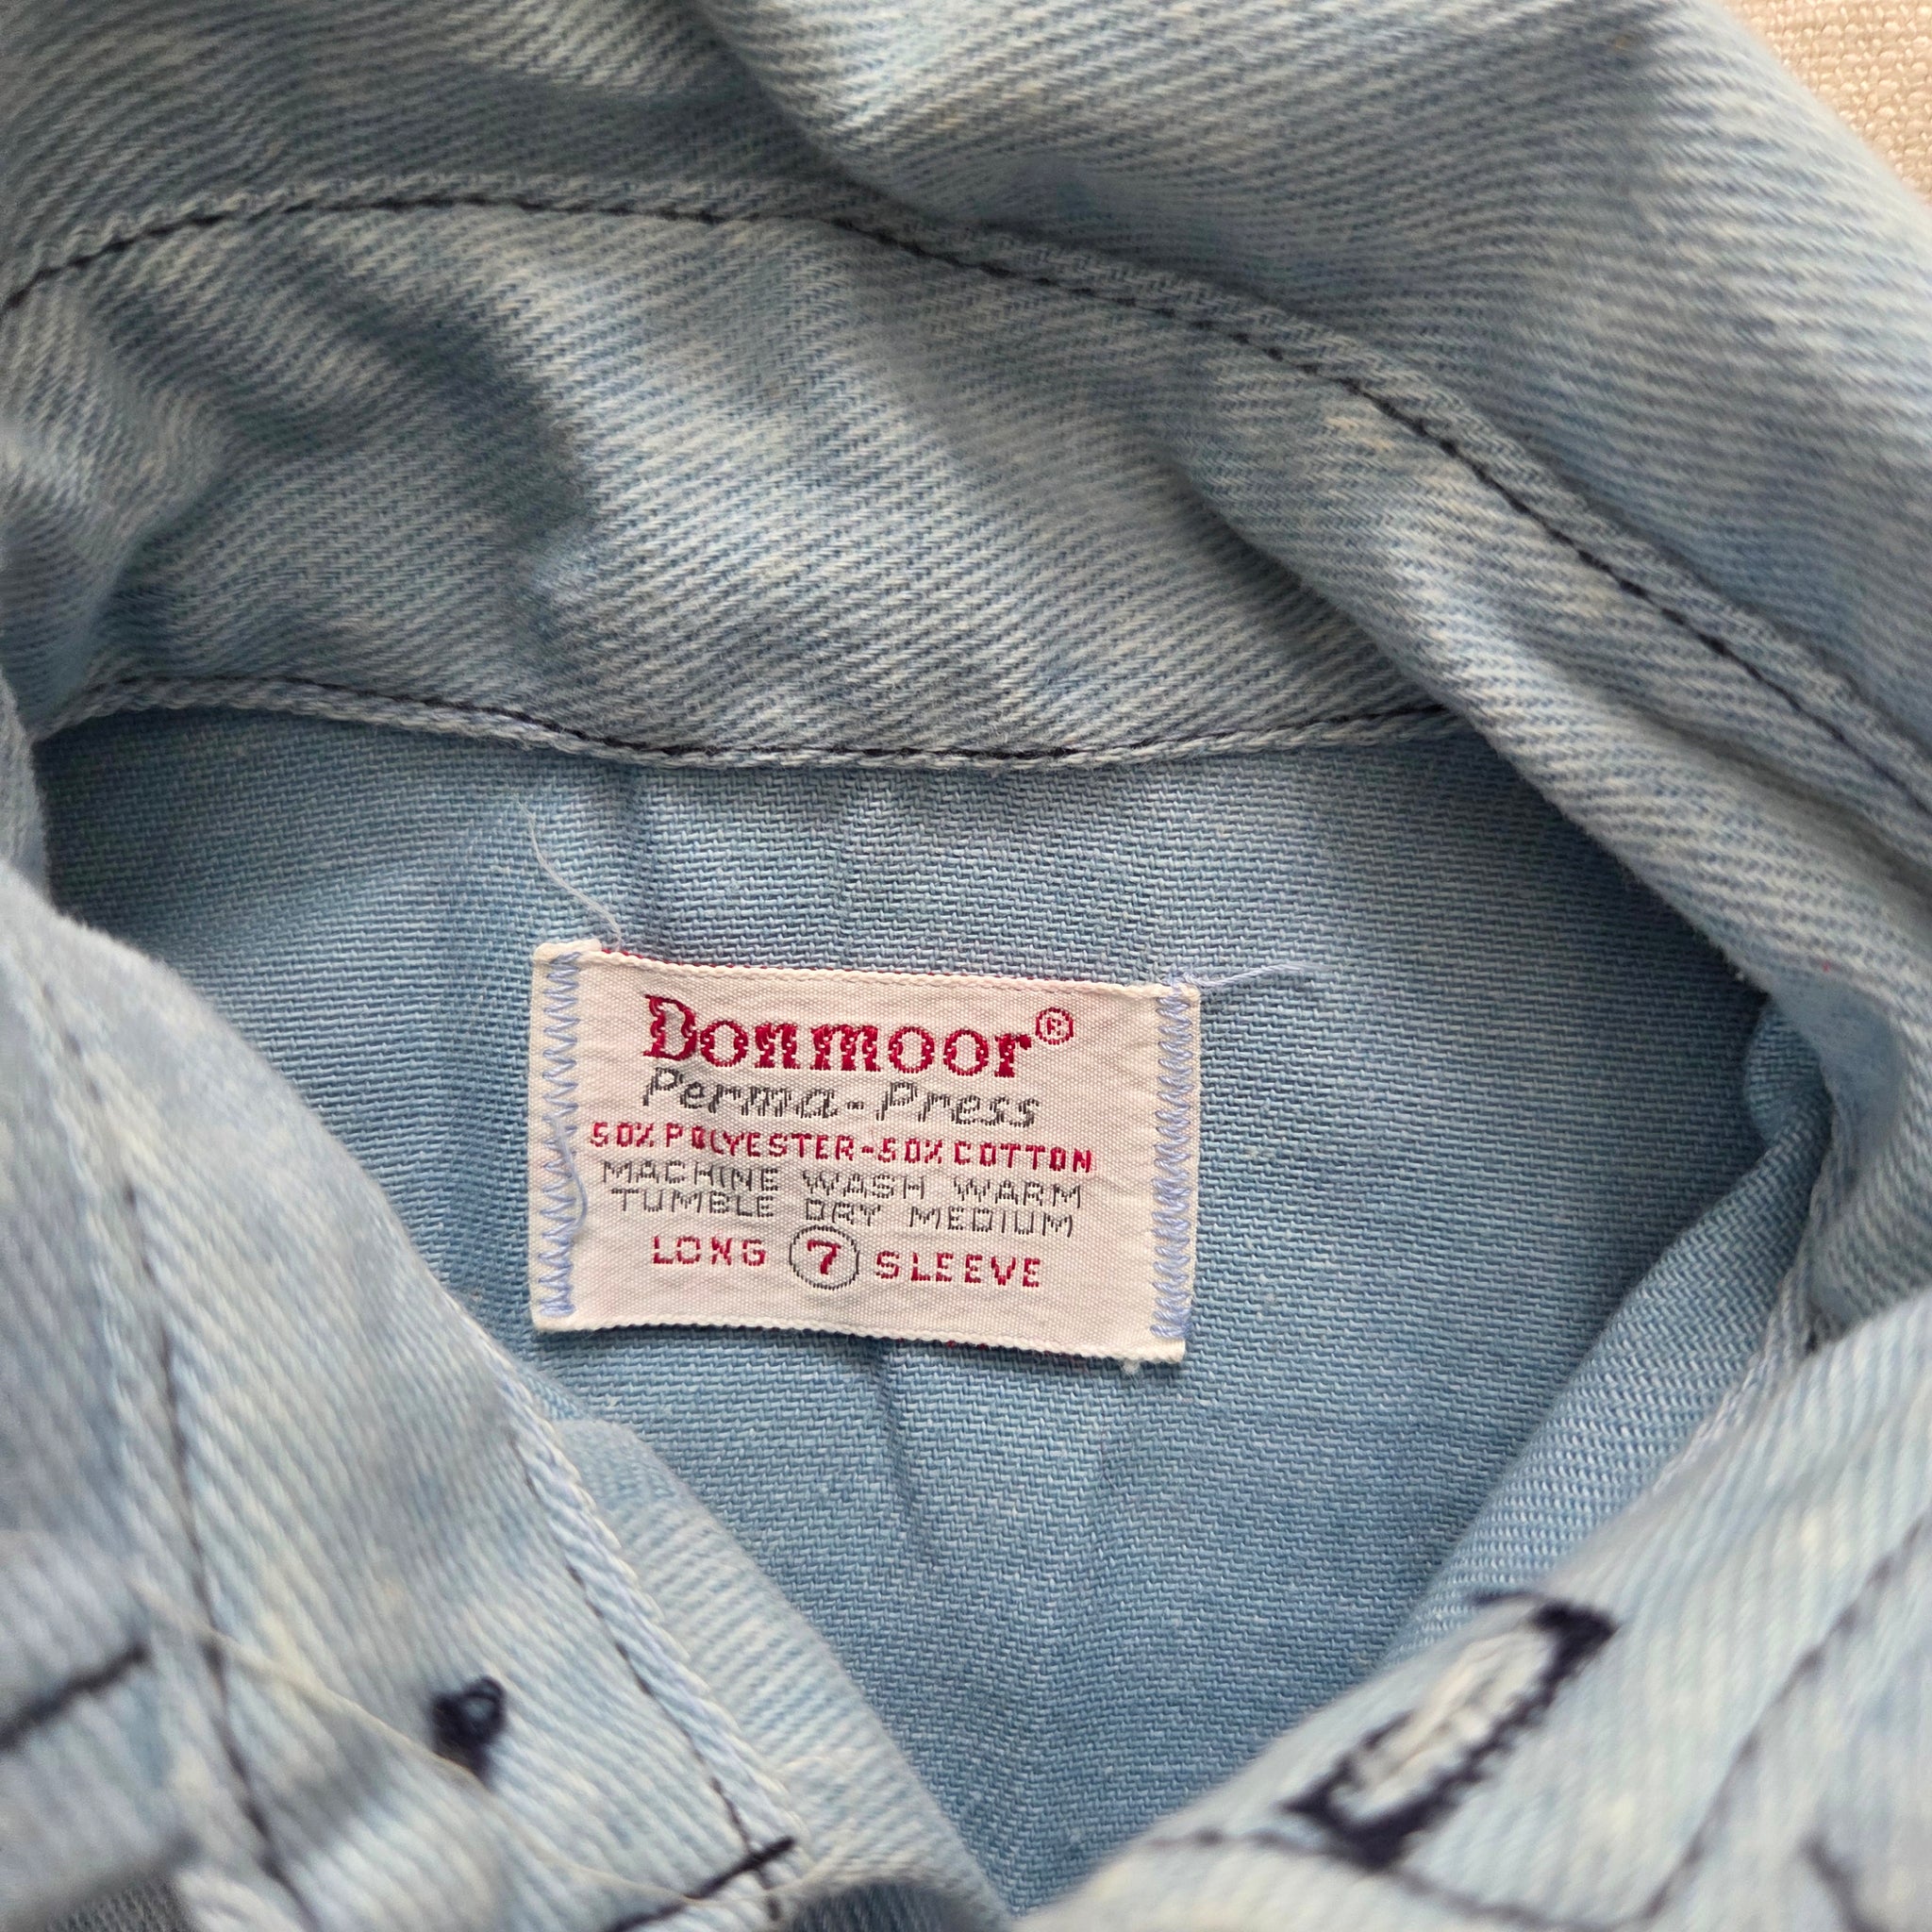 Donmoor®
Perma-Press
50% POLYESTER-50% COTTON
MACHINE WASH WARM
TUMBLE DRY MEDIUM
LONG 7 SLEEVE